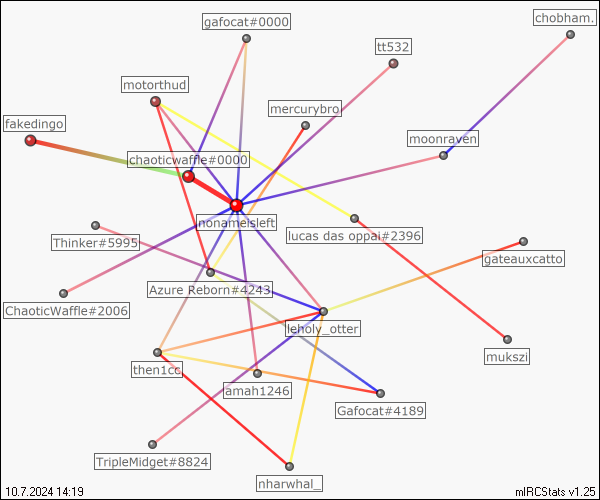 chobham.
gafocat#0000
tt532
motorthud
mercurybro
fakedingo
moonraven
chaoticwaffle#0000
nonameisleft
lucas das oppai#2396
Thinker#5995
gateauxcatto
Azure Reborn#4243
ChaoticWaffle#2006
leholy_otter
mukszi
then1cc
amah1246
Gafocat#4189
TripleMidget#8824
nharwhal_
10.7.2024 14:19
mIRCStats v1.25